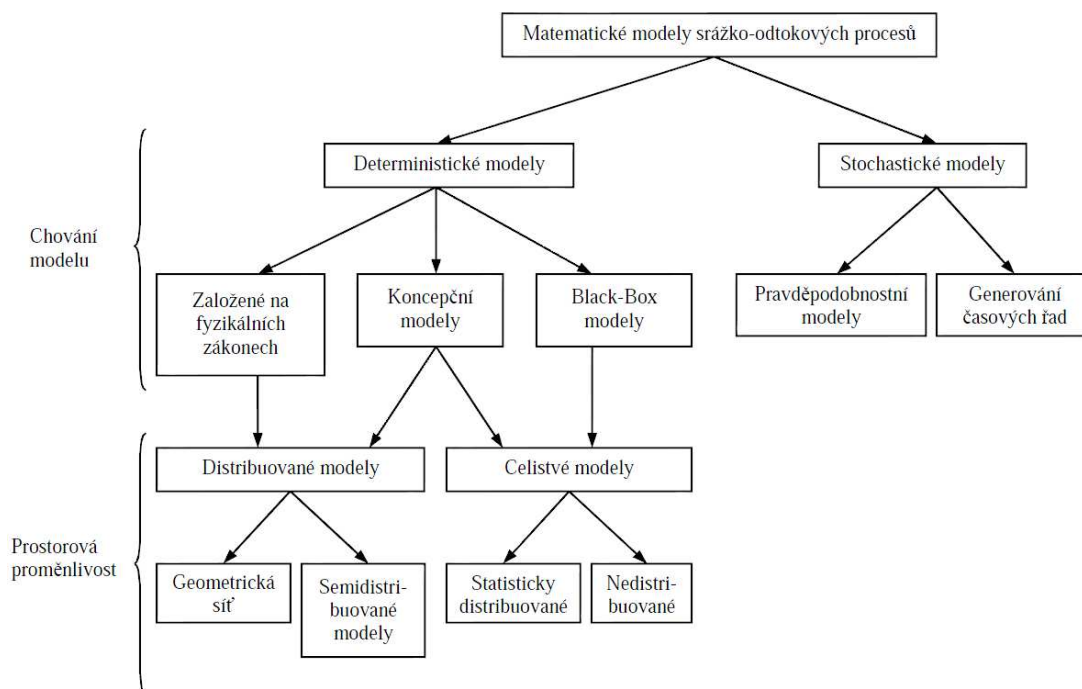 Matematické modely srážko-odtokových procesů
Deterministické modely
Stochastické modely
Chování
modelu
Založené na
fyzikálních
zákonech
Koncepční
modely
Black-Box
modely
Pravděpodobnostní
modely
Generování
časových řad
Distribuované modely
Celistvé modely
Prostorová
proměnlivost
Geometrická
síť
Semidistri-
buované
modely
Statisticky
distribuované
Nedistri-
buované